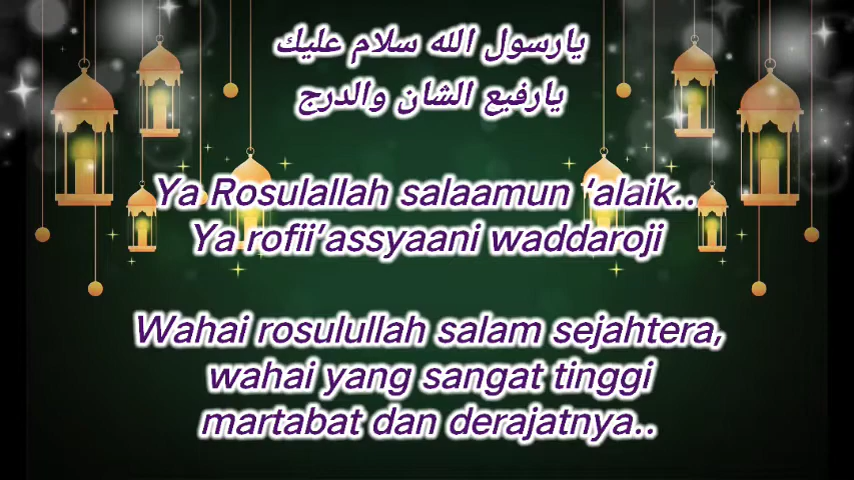 يارسول الله سلام عليك
يارفيع الشان والدرج
Ya Rosulallah salaamun ‘alaik..
Ya rofii’assyaani waddaroji
Wahai rosulullah salam sejahtera,
wahai yang sangat tinggi
martabat dan derajatnya..